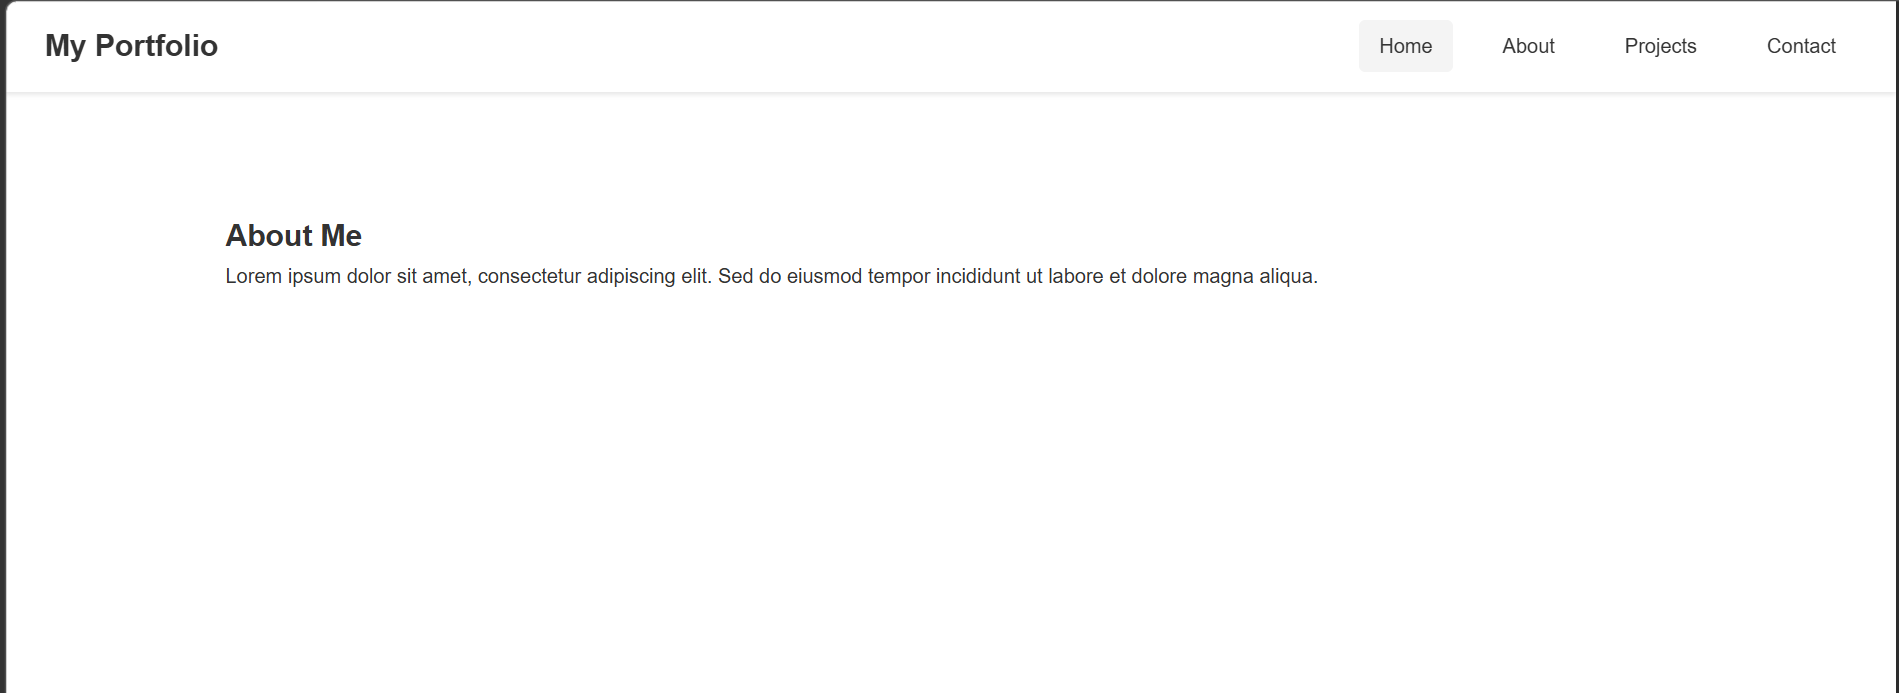 My Portfolio
Home About Projects Contact
About Me
Lorem ipsum dolor sit amet, consectetur adipiscing elit. Sed do eiusmod tempor incididunt ut labore et dolore magna aliqua.